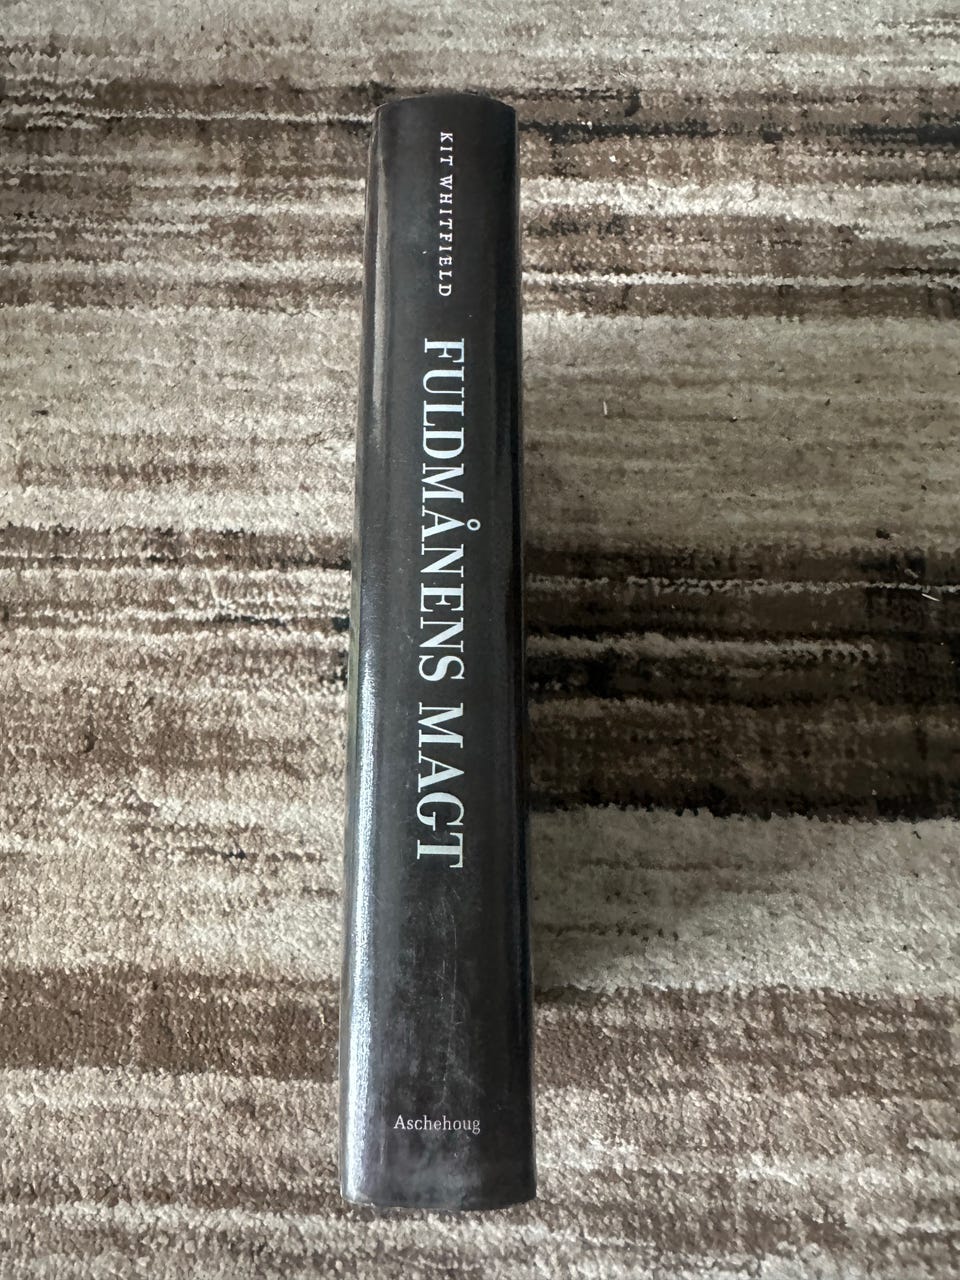 KIT WHITFIELD
FULDMÅNENS MAGT
Aschehoug